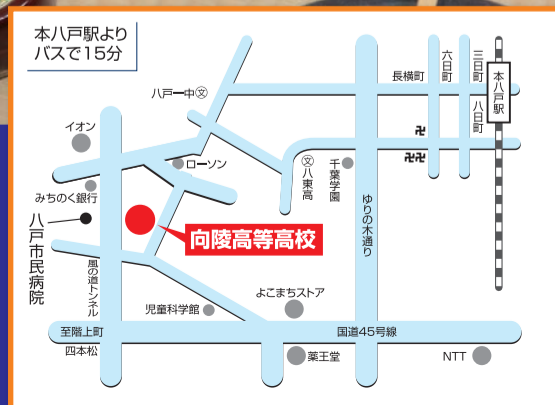 本八戸駅より
バスで15分
八戸一中㊫
長横町
六日町
三日町
八日町
本八戸駅
イオン
ローソン
㊫八東高
千葉学園
卍
卍卍
みちのく銀行
八戸市民病院
向陵高等高校
ゆりの木通り
風の道トンネル
児童科学館
よこまちストア
至階上町
国道45号線
四本松
薬王堂
NTT